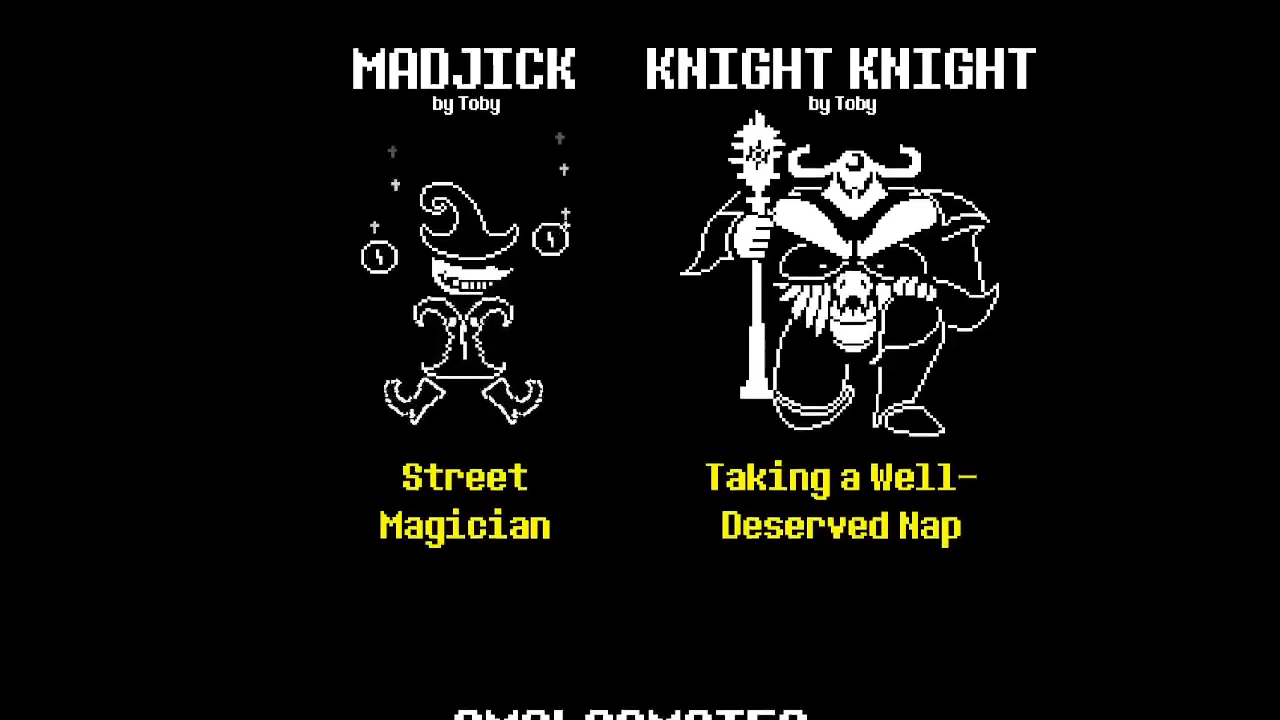 MADJICK
by Toby
KNIGHT KNIGHT
by Toby
Street
Magician
Taking a Well-
Deserved Nap